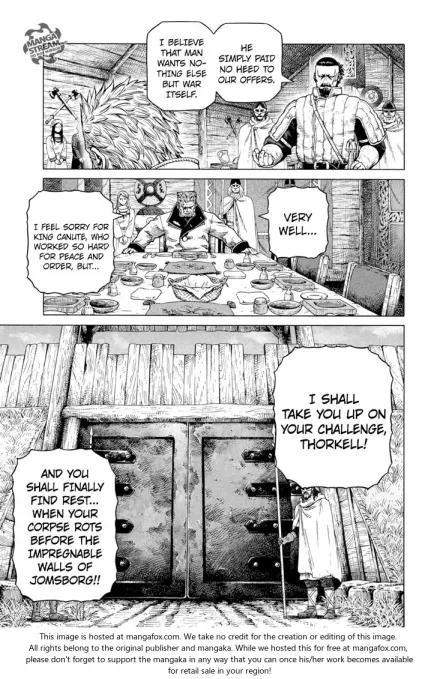 MANGA
STREAM
HE
SIMPLY PAID
NO HEED TO
OUR OFFERS.
I BELIEVE
THAT MAN
WANTS NO-
THING ELSE
BUT WAR
ITSELF.
VERY
WELL...
I FEEL SORRY FOR
KING CANUTE, WHO
WORKED SO HARD
FOR PEACE AND
ORDER, BUT...
I SHALL
TAKE YOU UP ON
YOUR CHALLENGE,
THORKELL!
AND YOU
SHALL FINALLY
FIND REST...
WHEN YOUR
CORPSE ROTS
BEFORE THE
IMPREGNABLE
WALLS OF
JOMSBORG!!
This image is hosted at mangafox.com. We take no credit for the creation or editing of this image.
All rights belong to the original publisher and mangaka. While we hosted this for free at mangafox.com,
please don't forget to support the mangaka in any way that you can once his/her work becomes available
for retail sale in your region!